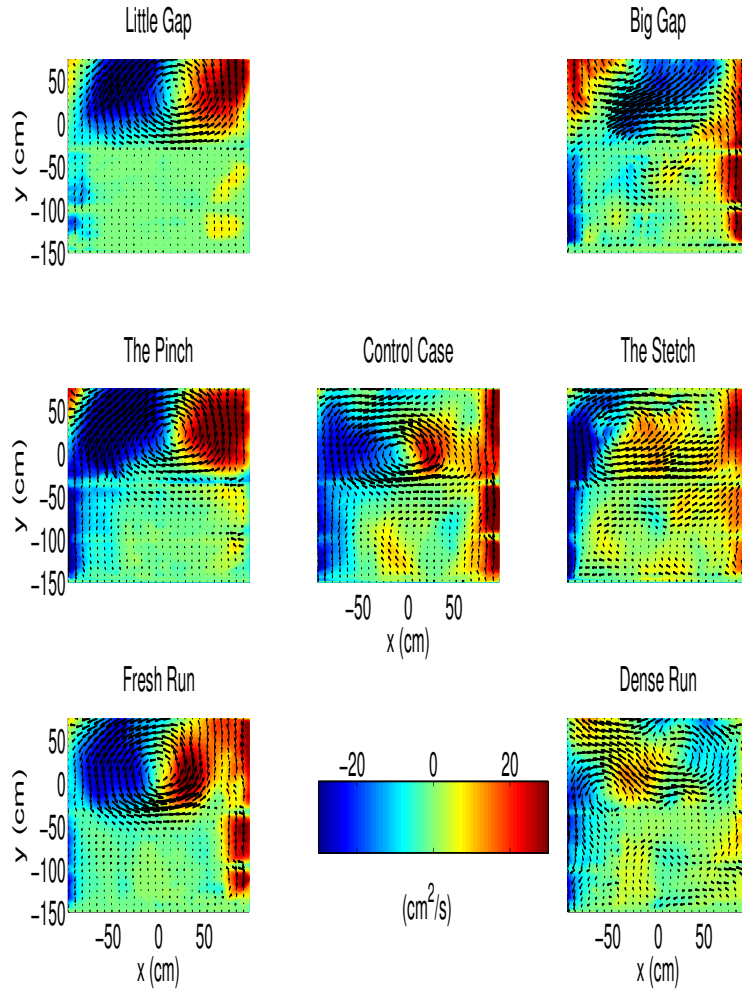 Little Gap
Big Gap
y (cm)
50
0
−50
−100
−150
The Pinch
Control Case
The Stetch
y (cm)
50
0
−50
−100
−150
−50 0 50
x (cm)
Fresh Run
Dense Run
y (cm)
50
0
−50
−100
−150
−50 0 50
x (cm)
−20 0 20
(cm²/s)
−50 0 50
x (cm)